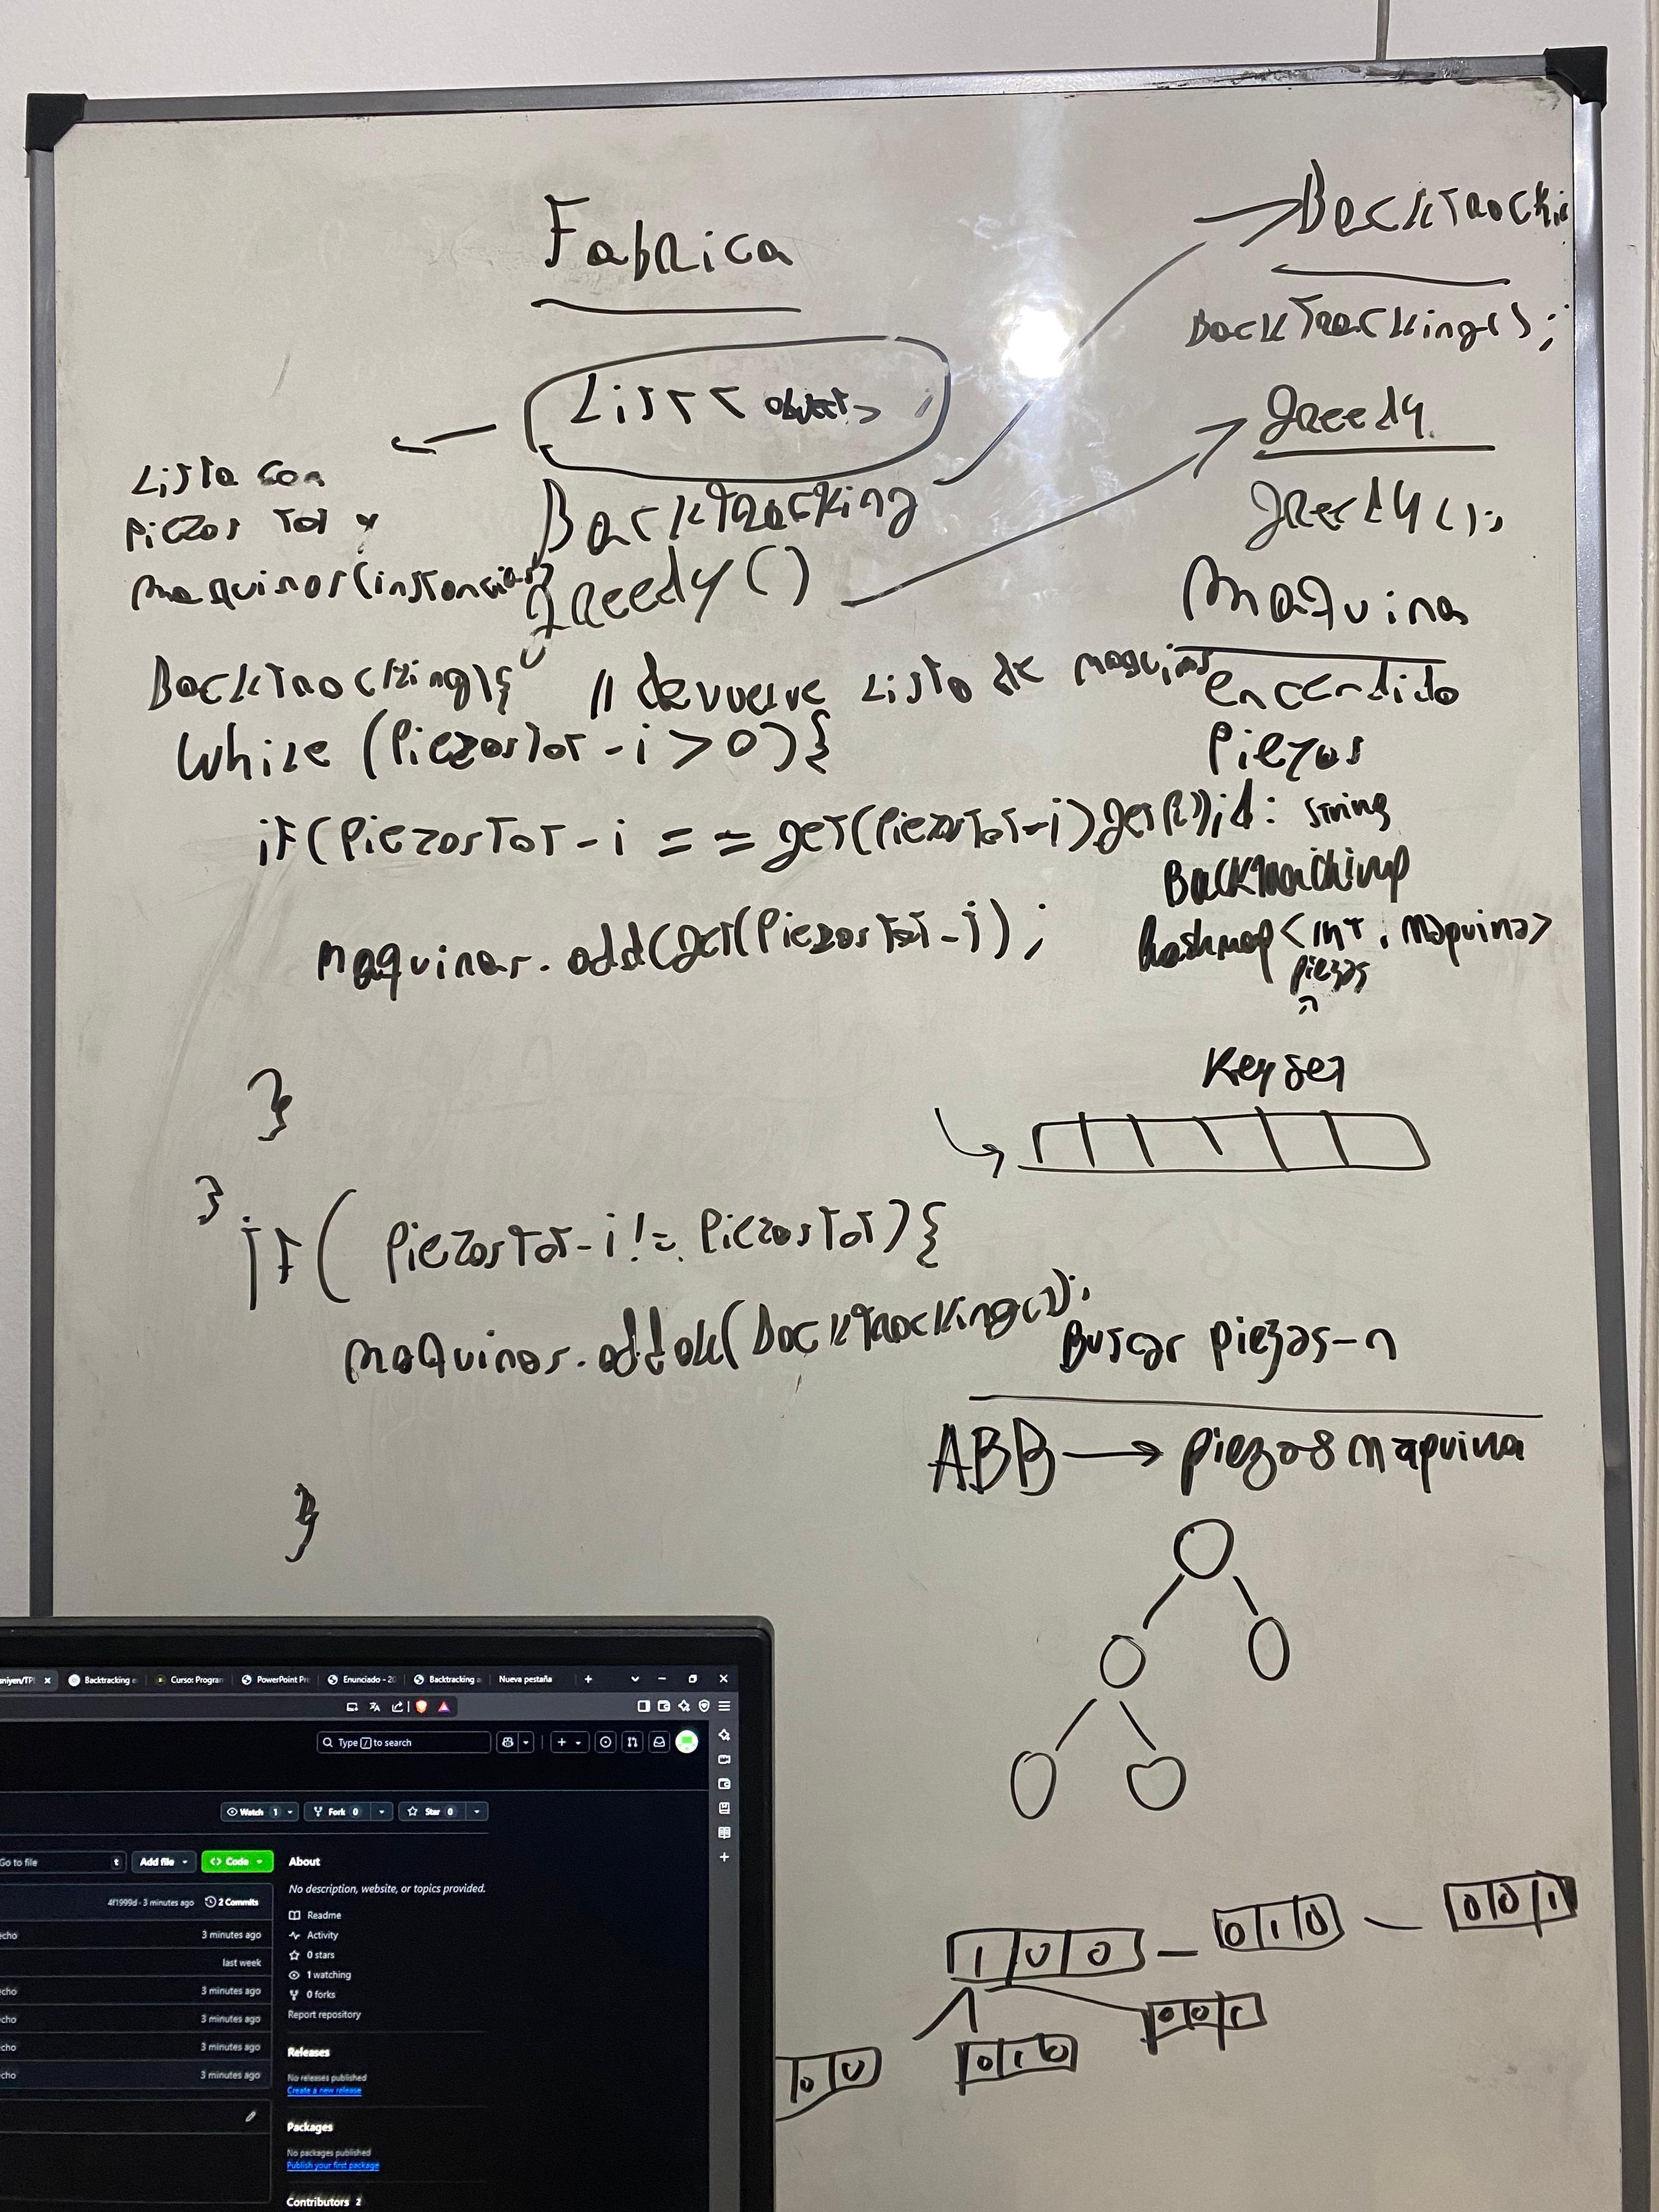 Fabrica
List < object >
Lista con
piezas Tot y
maquinas (instancias)
Backtracking
Greedy()
Backtracking(){ // devuelve Lista de maquinas
While (PiezasTot - i > 0){
if(PiezasTot - i == get(PiezasTot-i).get(
maquinas.add(get(PiezasTot-i);
}
}
if( PiezasTot-i != PiezasTot){
maquinas.addAll(Backtracking());
}
Backtracki
Backtracking();
Greedy
Greedy();
Maquina
encendido
Piezas
id: string
Backtracking
hashmap <int, Maquina>
piezas
n
Keyset
Buscar piezas-n
ABB → piezas maquina
1 0 0 - 0 1 0 - 0 0 1
0 0
0 1 0
0 0 1
niyen/TPE
Backtracking e
Curso: Progran
PowerPoint Pre
Enunciado - 20
Backtracking a
Nueva pestaña
Type / to search
Watch 1
Fork 0
Star 0
Go to file
t
Add file
<> Code
4f1999d · 3 minutes ago
2 Commits
echo 3 minutes ago
last week
echo 3 minutes ago
echo 3 minutes ago
echo 3 minutes ago
echo 3 minutes ago
About
No description, website, or topics provided.
Readme
Activity
0 stars
1 watching
0 forks
Report repository
Releases
No releases published
Create a new release
Packages
No packages published
Publish your first package
Contributors 2